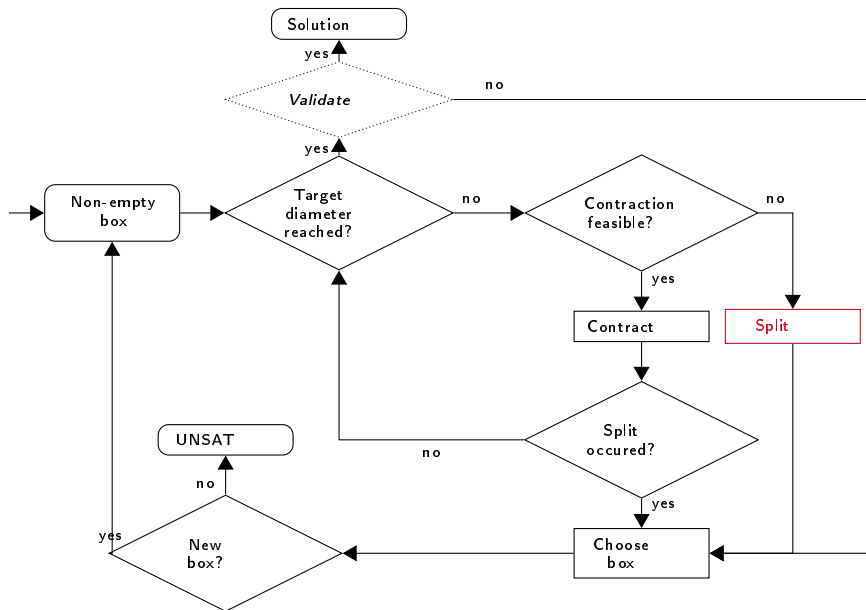 Solution
yes
Validate
no
yes
Non-empty
box
Target
diameter
reached?
no
Contraction
feasible?
no
yes
Contract
Split
Split
occured?
no
yes
UNSAT
no
New
box?
yes
Choose
box